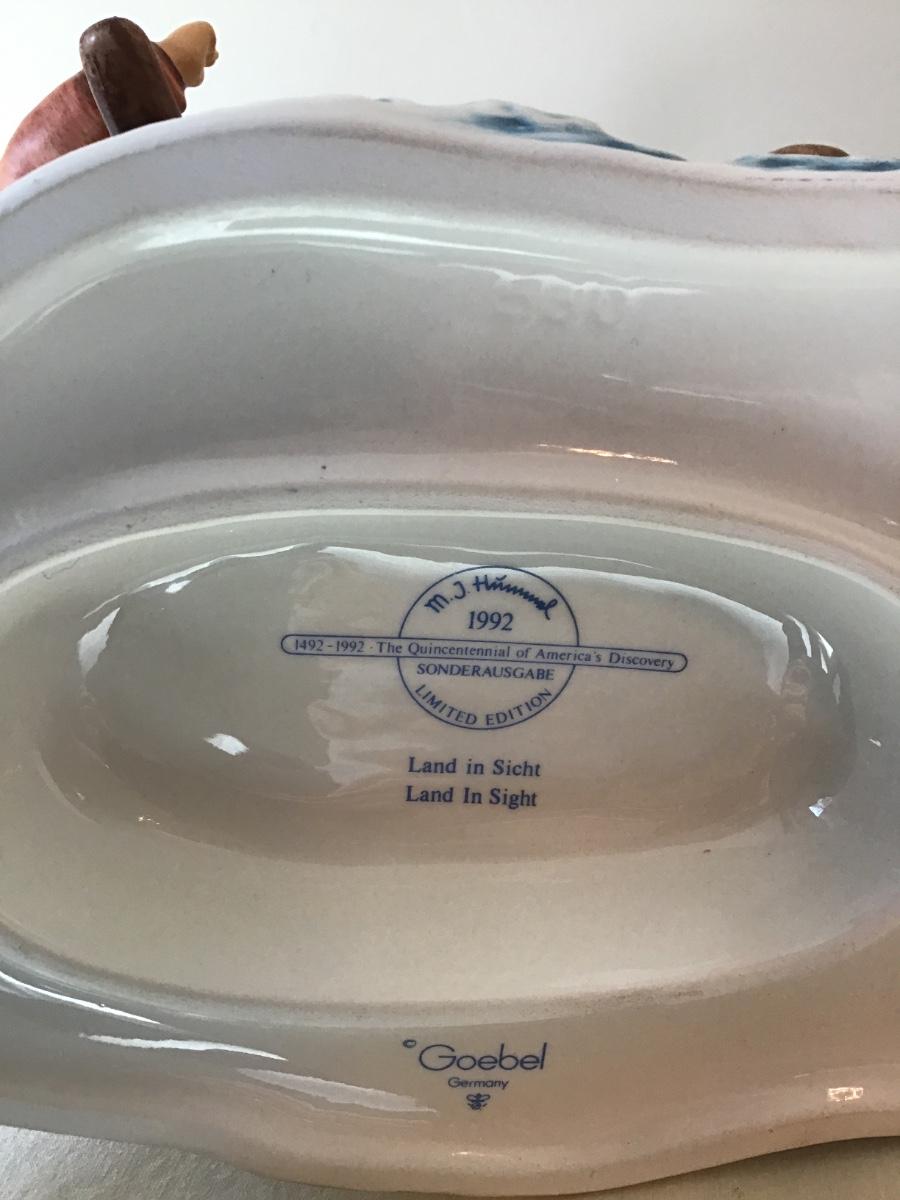 M. J. Hummel
1992
1492-1992 · The Quincentennial of America's Discovery
SONDERAUSGABE
LIMITED EDITION
Land in Sicht
Land In Sight
© Goebel
Germany